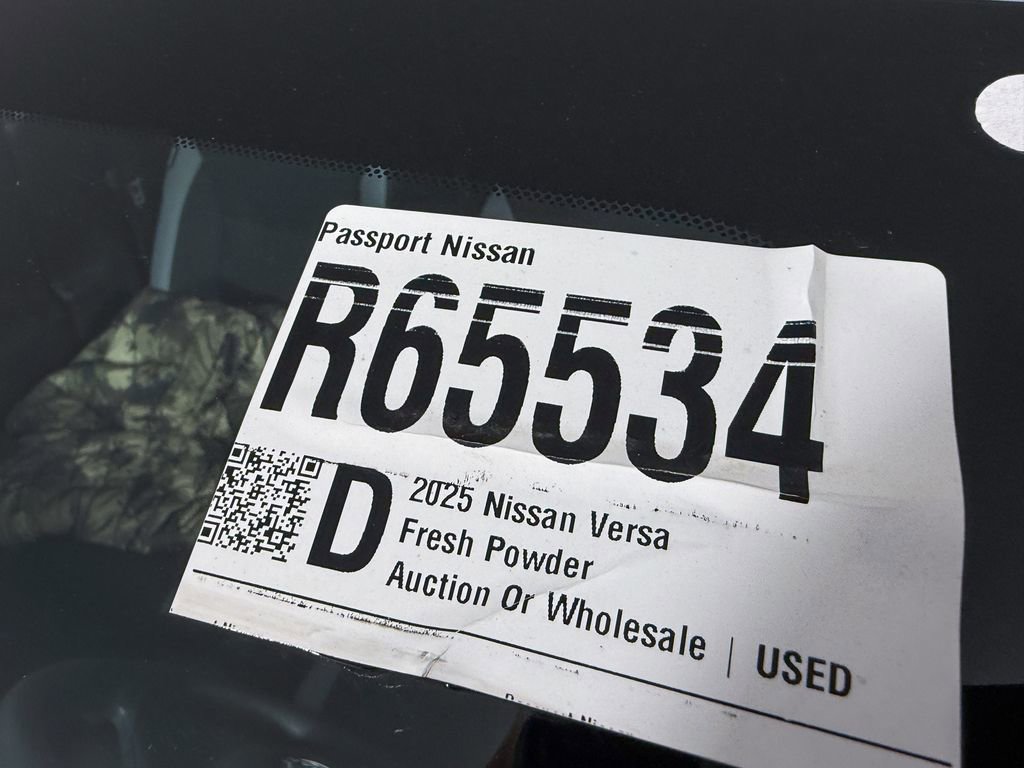 Passport Nissan
R65534
D
2025 Nissan Versa
Fresh Powder
Auction Or Wholesale | USED